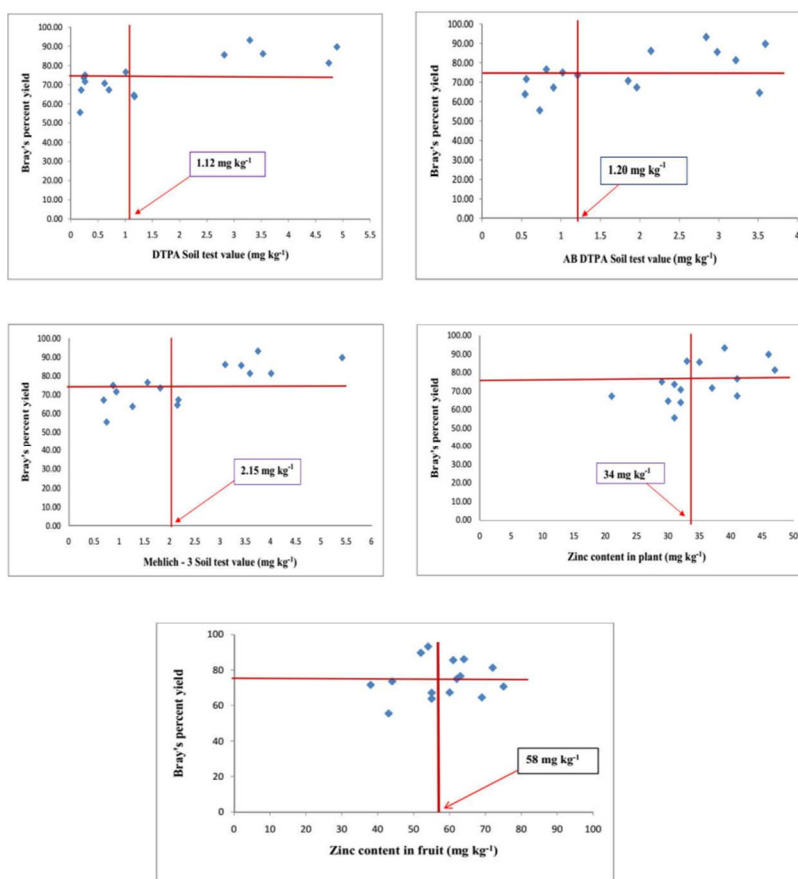 Bray's percent yield
100.00
90.00
80.00
70.00
60.00
50.00
40.00
30.00
20.00
10.00
0.00
1.12 mg kg⁻¹
0 0.5 1 1.5 2 2.5 3 3.5 4 4.5 5 5.5
DTPA Soil test value (mg kg⁻¹)
Bray's percent yield
100.00
90.00
80.00
70.00
60.00
50.00
40.00
30.00
20.00
10.00
0.00
1.20 mg kg⁻¹
0 0.5 1 1.5 2 2.5 3 3.5 4
AB DTPA Soil test value (mg kg⁻¹)
Bray's percent yield
100.00
90.00
80.00
70.00
60.00
50.00
40.00
30.00
20.00
10.00
0.00
2.15 mg kg⁻¹
0 0.5 1 1.5 2 2.5 3 3.5 4 4.5 5 5.5 6
Mehlich - 3 Soil test value (mg kg⁻¹)
Bray's percent yield
100.00
90.00
80.00
70.00
60.00
50.00
40.00
30.00
20.00
10.00
0.00
34 mg kg⁻¹
0 5 10 15 20 25 30 35 40 45 50
Zinc content in plant (mg kg⁻¹)
Bray's percent yield
100
80
60
40
20
0
58 mg kg⁻¹
0 10 20 30 40 50 60 70 80 90 100
Zinc content in fruit (mg kg⁻¹)